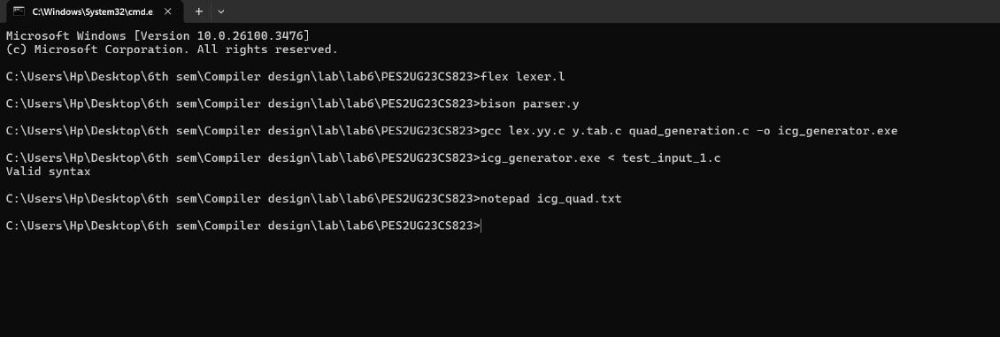 C:\Windows\System32\cmd.e
Microsoft Windows [Version 10.0.26100.3476]
(c) Microsoft Corporation. All rights reserved.
C:\Users\Hp\Desktop\6th sem\Compiler design\lab\lab6\PES2UG23CS823>flex lexer.l
C:\Users\Hp\Desktop\6th sem\Compiler design\lab\lab6\PES2UG23CS823>bison parser.y
C:\Users\Hp\Desktop\6th sem\Compiler design\lab\lab6\PES2UG23CS823>gcc lex.yy.c y.tab.c quad_generation.c -o icg_generator.exe
C:\Users\Hp\Desktop\6th sem\Compiler design\lab\lab6\PES2UG23CS823>icg_generator.exe < test_input_1.c
Valid syntax
C:\Users\Hp\Desktop\6th sem\Compiler design\lab\lab6\PES2UG23CS823>notepad icg_quad.txt
C:\Users\Hp\Desktop\6th sem\Compiler design\lab\lab6\PES2UG23CS823>